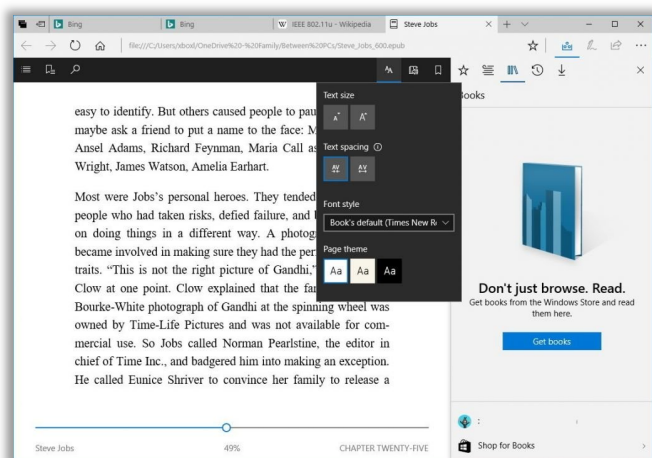 Bing
Bing
W IEEE 802.11u - Wikipedia
Steve Jobs
file:///C:/Users/xboxl/OneDrive%20-%20Family/Between%20PCs/Steve_Jobs_600.epub
Books
easy to identify. But others caused people to pau
maybe ask a friend to put a name to the face: M
Ansel Adams, Richard Feynman, Maria Call as
Wright, James Watson, Amelia Earhart.
Most were Jobs's personal heroes. They tended
people who had taken risks, defied failure, and b
on doing things in a different way. A photog
became involved in making sure they had the per
traits. “This is not the right picture of Gandhi,”
Clow at one point. Clow explained that the fa
Bourke-White photograph of Gandhi at the spinning wheel was
owned by Time-Life Pictures and was not available for com-
mercial use. So Jobs called Norman Pearlstine, the editor in
chief of Time Inc., and badgered him into making an exception.
He called Eunice Shriver to convince her family to release a
Text size
A A
Text spacing
AV AV
Font style
Book's default (Times New R
Page theme
Aa Aa Aa
Don't just browse. Read.
Get books from the Windows Store and read
them here.
Get books
Shop for Books
Steve Jobs 49% CHAPTER TWENTY-FIVE